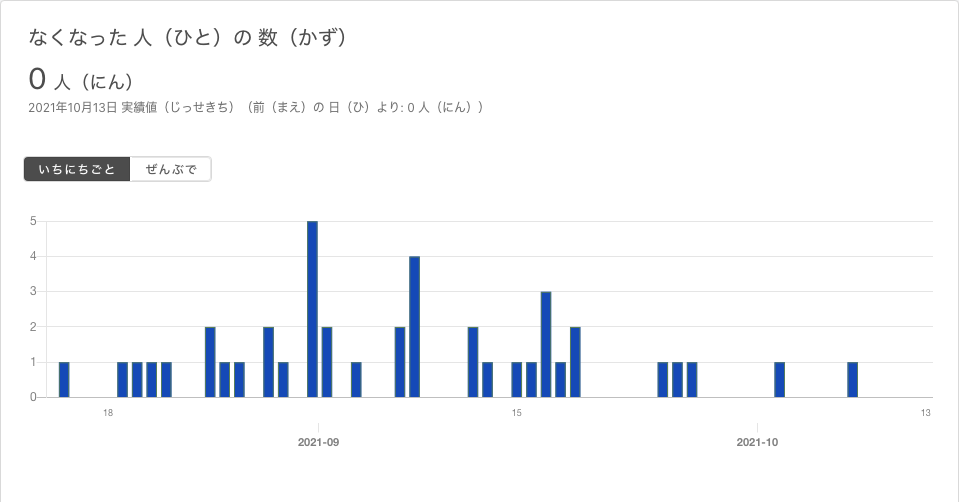 なくなった 人（ひと）の 数（かず）
0 人（にん）
2021年10月13日 実績値（じっせきち）（前（まえ）の 日（ひ）より: 0 人（にん））
いちにちごと ぜんぶで
5
4
3
2
1
0
18 15 13
2021-09 2021-10